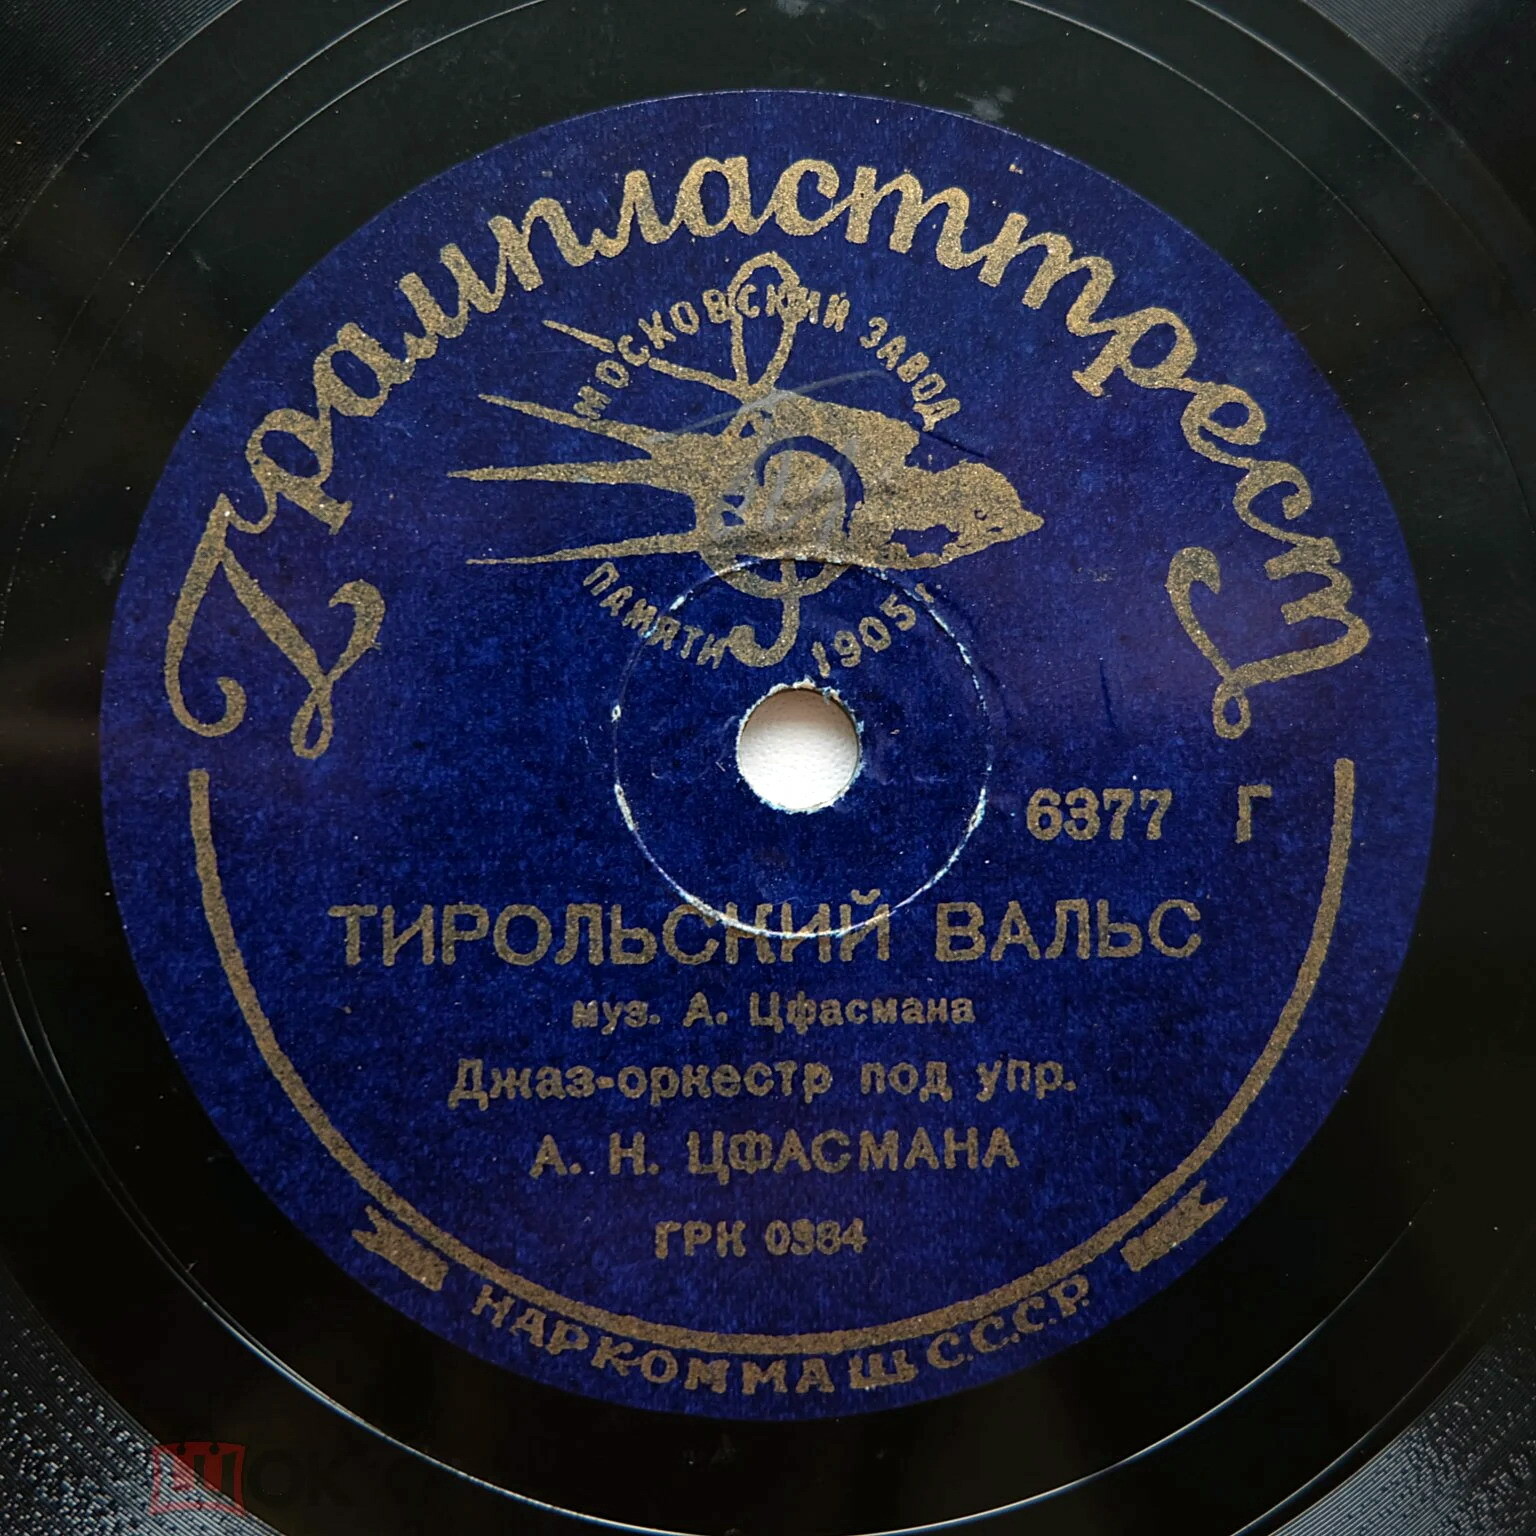 Грампласттрест
МОСКОВСКИЙ ЗАВОД
ПАМЯТИ 1905 г.
6377 Г
ТИРОЛЬСКИЙ ВАЛЬС
муз. А. Цфасмана
Джаз-оркестр под упр.
А. Н. ЦФАСМАНА
ГРК 0384
НАРКОММАШ С.С.С.Р.